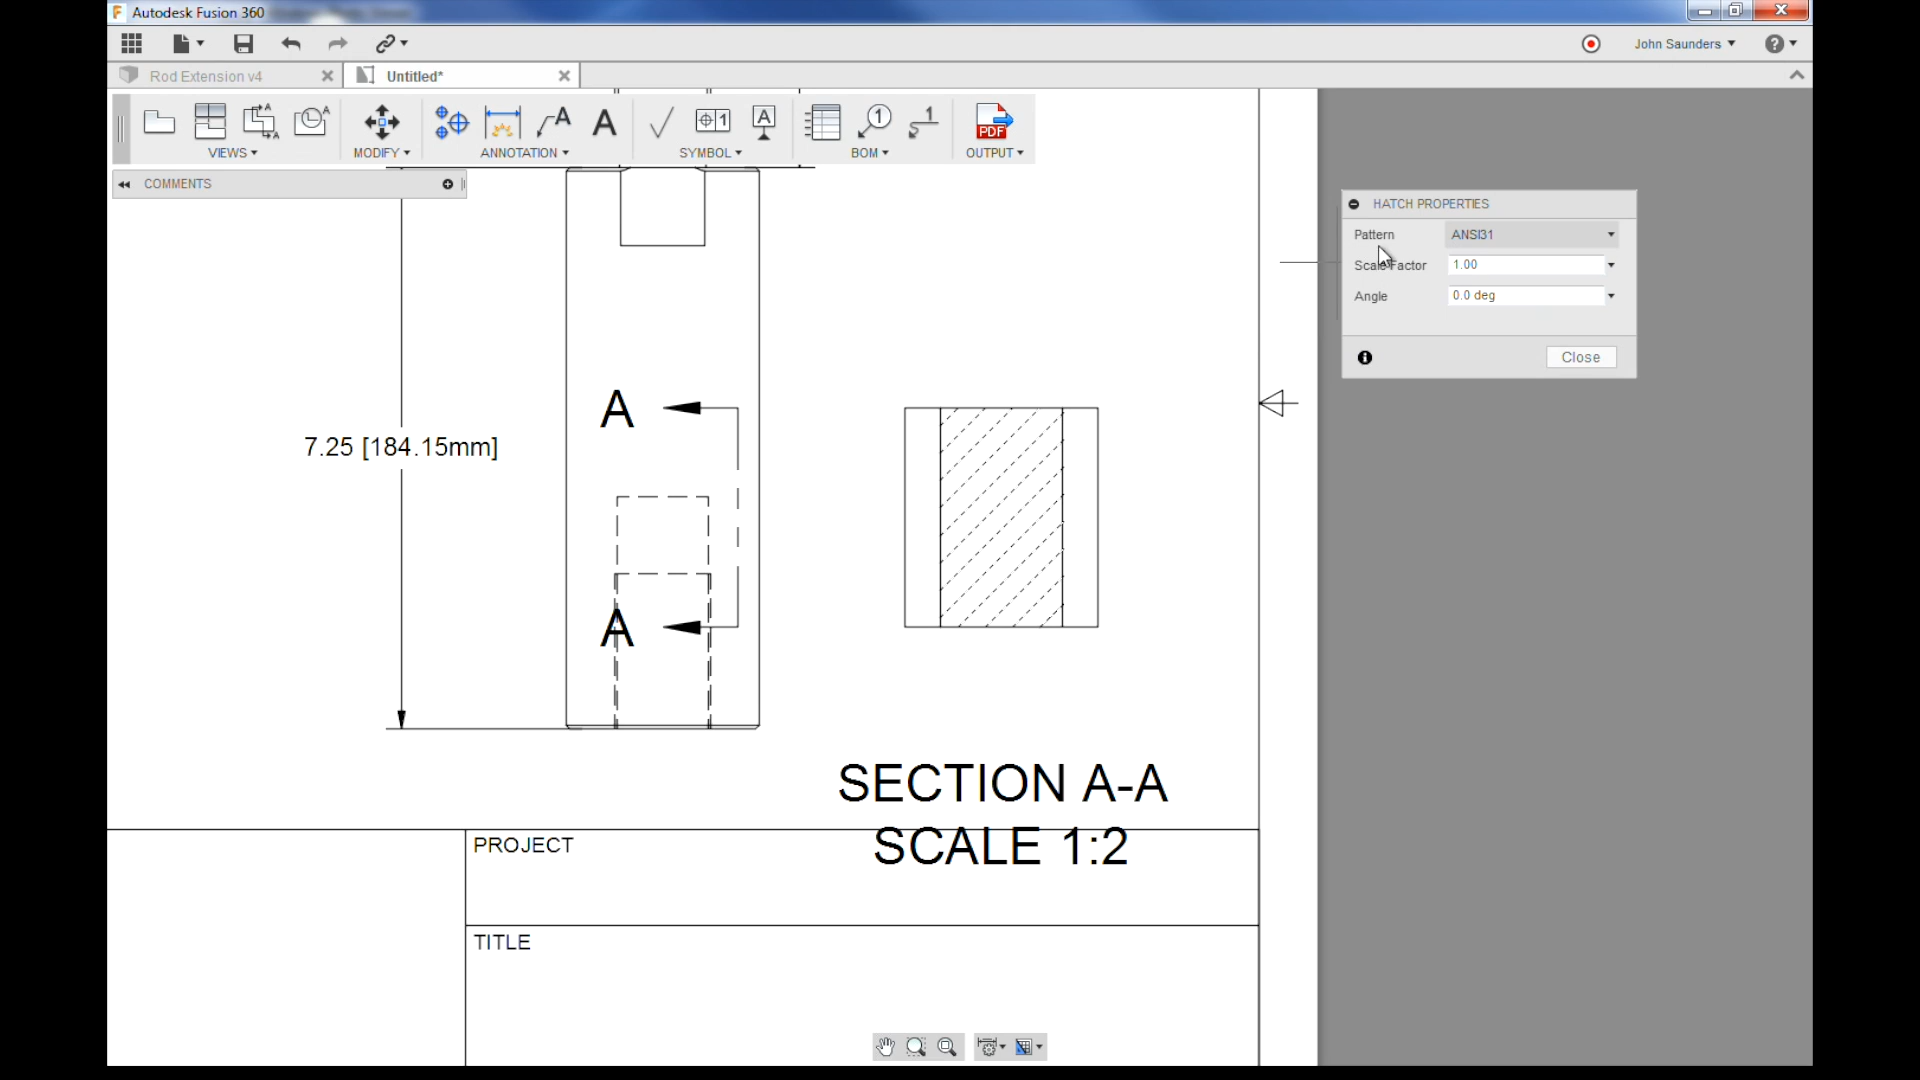 Autodesk Fusion 360
John Saunders
Rod Extension v4
Untitled*
VIEWS
MODIFY
ANNOTATION
SYMBOL
BOM
OUTPUT
COMMENTS
HATCH PROPERTIES
Pattern ANSI31
Scale Factor 1.00
Angle 0.0 deg
Close
A
7.25 [184.15mm]
A
SECTION A-A
SCALE 1:2
PROJECT
TITLE